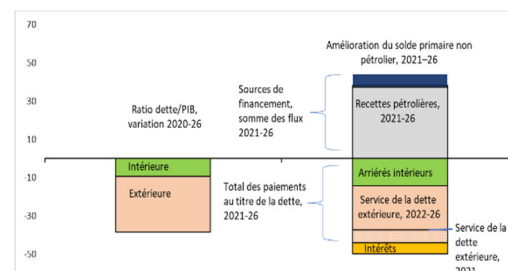 70
50
30
10
-10
-30
-50
Amélioration du solde primaire non
pétrolier, 2021–26
Sources de
financement,
somme des flux
2021-26
Recettes pétrolières,
2021-26
Ratio dette/PIB,
variation 2020-26
Intérieure
Extérieure
Total des paiements
au titre de la dette,
2021-26
Arriérés intérieurs
Service de la dette
extérieure, 2022-26
Intérêts
Service de la
dette
extérieure,
2021